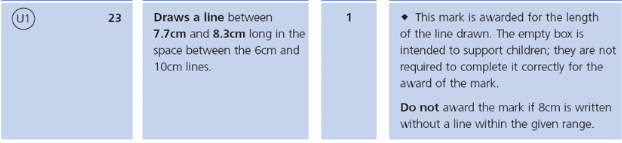 U1 23
Draws a line between
7.7cm and 8.3cm long in the
space between the 6cm and
10cm lines.
1
◆ This mark is awarded for the length
of the line drawn. The empty box is
intended to support children; they are not
required to complete it correctly for the
award of the mark.
Do not award the mark if 8cm is written
without a line within the given range.